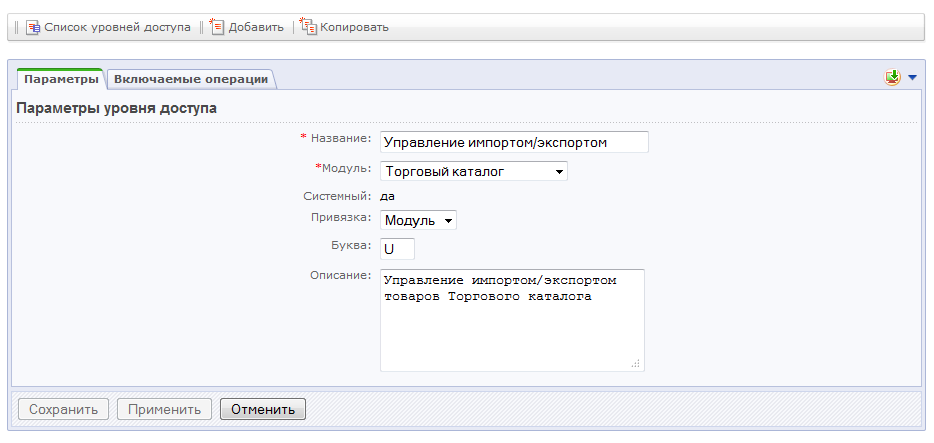 Список уровней доступа Добавить Копировать
Параметры Включаемые операции
Параметры уровня доступа
* Название: Управление импортом/экспортом
*Модуль: Торговый каталог
Системный: да
Привязка: Модуль
Буква: U
Описание: Управление импортом/экспортом
товаров Торгового каталога
Сохранить Применить Отменить